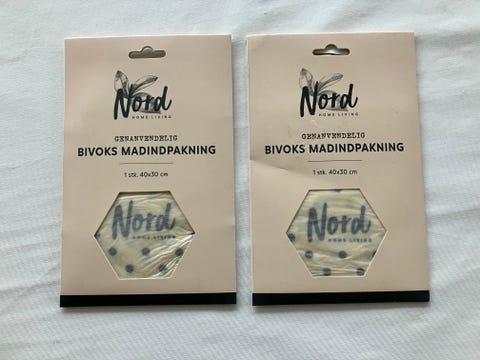 Nord
HOME LIVING
GENANVENDELIG
BIVOKS MADINDPAKNING
1 stk. 40x30 cm
Nord
HOME LIVING
Nord
HOME LIVING
GENANVENDELIG
BIVOKS MADINDPAKNING
1 stk. 40x30 cm
Nord
HOME LIVING